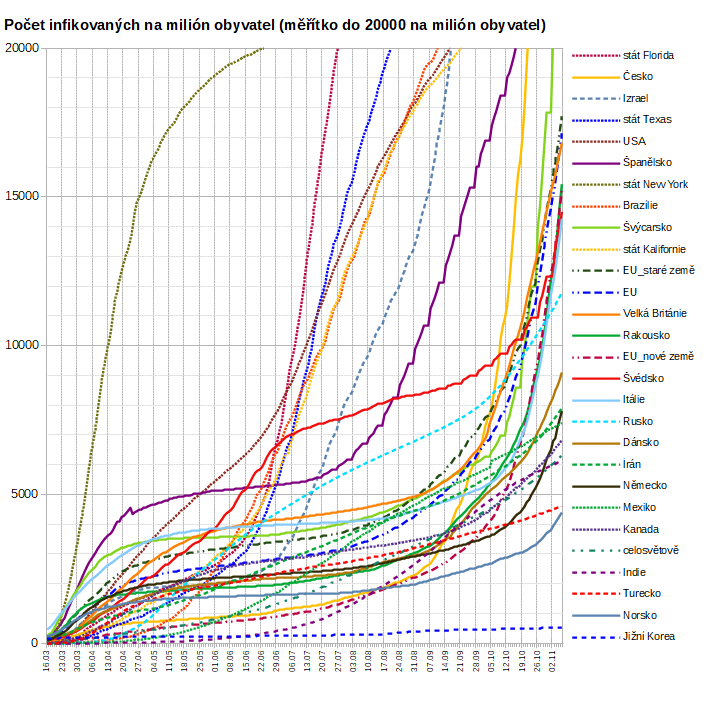 Počet infikovaných na milión obyvatel (měřítko do 20000 na milión obyvatel)
20000
15000
10000
5000
0
16.03
23.03
30.03
06.04
13.04
20.04
27.04
04.05
11.05
18.05
25.05
01.06
08.06
15.06
22.06
29.06
06.07
13.07
20.07
27.07
03.08
10.08
17.08
24.08
31.08
07.09
14.09
21.09
28.09
05.10
12.10
19.10
26.10
02.11
stát Florida
Česko
Izrael
stát Texas
USA
Španělsko
stát New York
Brazílie
Švýcarsko
stát Kalifornie
EU_staré země
EU
Velká Británie
Rakousko
EU_nové země
Švédsko
Itálie
Rusko
Dánsko
Irán
Německo
Mexiko
Kanada
celosvětově
Indie
Turecko
Norsko
Jižní Korea